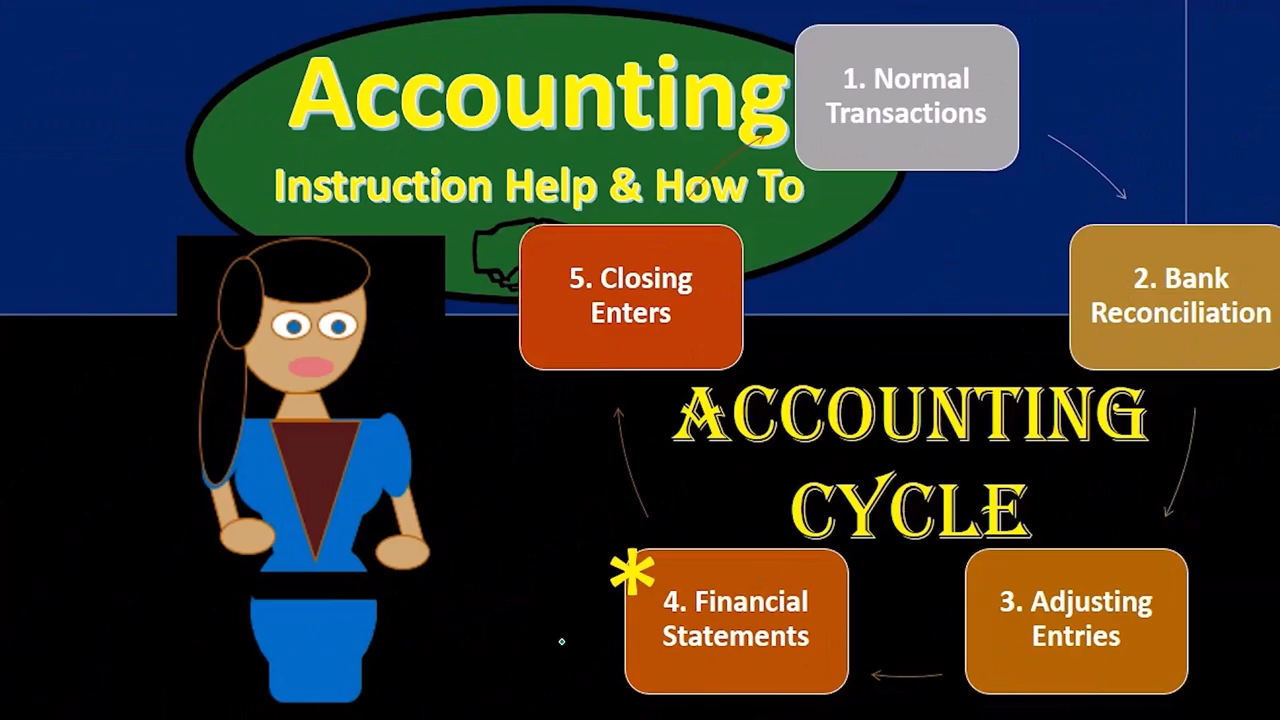 Accounting
Instruction Help & How To
1. Normal
Transactions
2. Bank
Reconciliation
3. Adjusting
Entries
*
4. Financial
Statements
5. Closing
Enters
ACCOUNTING
CYCLE